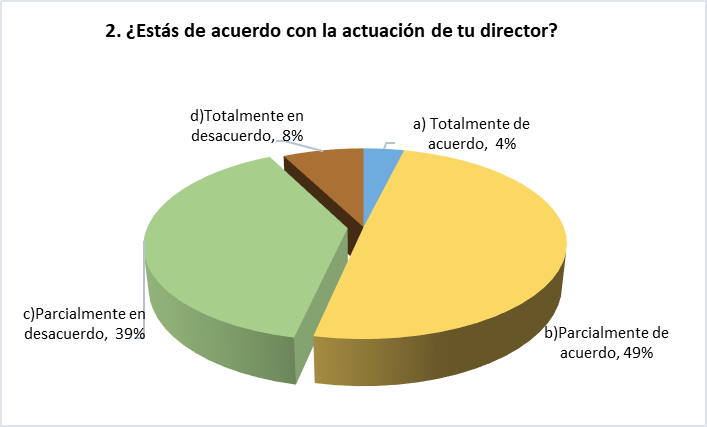 2. ¿Estás de acuerdo con la actuación de tu director?
d)Totalmente en
desacuerdo, 8%
a) Totalmente de
acuerdo, 4%
c)Parcialmente en
desacuerdo, 39%
b)Parcialmente de
acuerdo, 49%